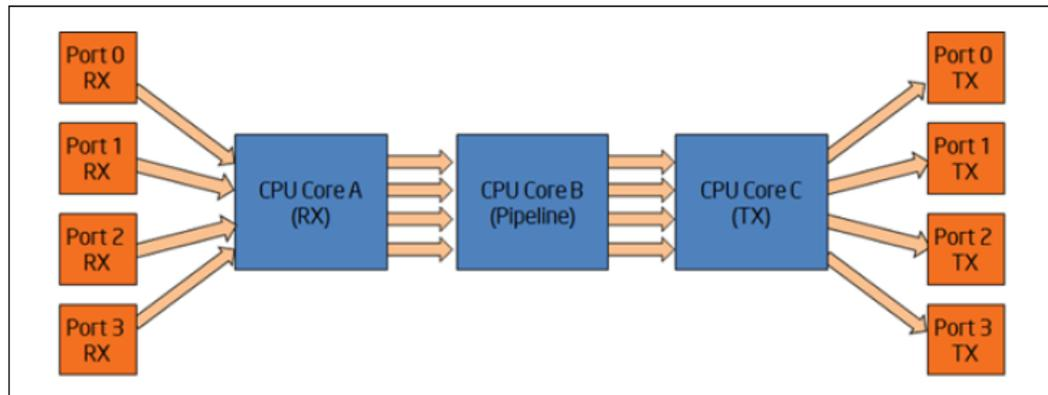 Port 0
RX
Port 1
RX
Port 2
RX
Port 3
RX
CPU Core A
(RX)
CPU Core B
(Pipeline)
CPU Core C
(TX)
Port 0
TX
Port 1
TX
Port 2
TX
Port 3
TX